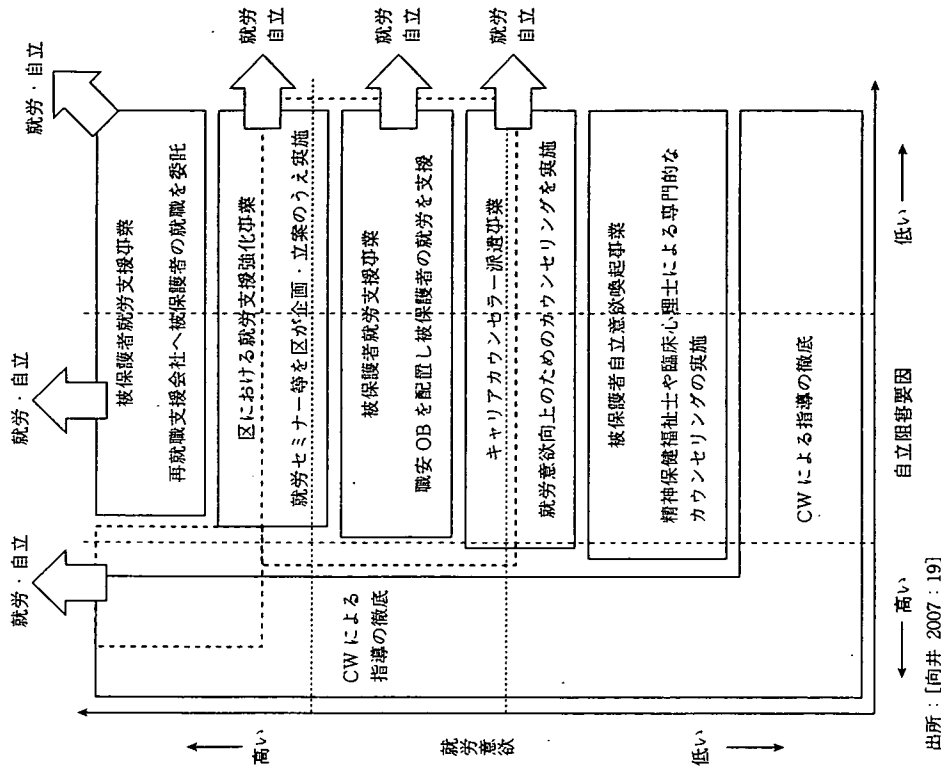 就労・自立
就労・自立
就労・自立
被保護者就労支援事業
再就職支援会社へ被保護者の就職を委託
就労
自立
区における就労支援強化事業
就労セミナー等を区が企画・立案のうえ実施
就労
自立
被保護者就労支援事業
職安OBを配置し被保護者の就労を支援
就労
自立
キャリアカウンセラー派遣事業
就労意欲向上のためのカウンセリングを実施
被保護者自立意欲喚起事業
精神保健福祉士や臨床心理士による専門的な
カウンセリングの実施
CWによる
指導の徹底
CWによる指導の徹底
高い
就労意欲
低い
高い
自立阻害要因
低い
出所：[向井 2007：19]